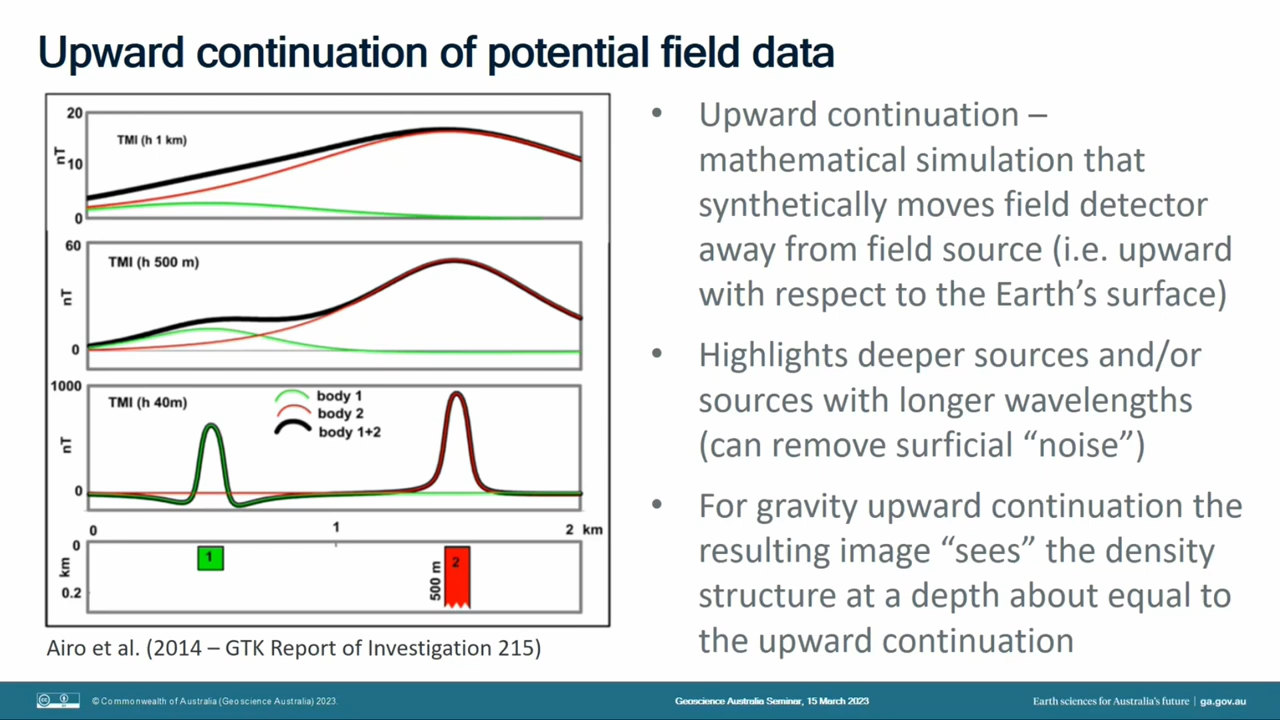 Upward continuation of potential field data
20
nT
10
0
TMI (h 1 km)
60
nT
0
TMI (h 500 m)
1000
nT
0
TMI (h 40m)
body 1
body 2
body 1+2
0
1
2 km
0
km
0.2
1
500 m
2
Airo et al. (2014 – GTK Report of Investigation 215)
• Upward continuation –
mathematical simulation that
synthetically moves field detector
away from field source (i.e. upward
with respect to the Earth’s surface)
• Highlights deeper sources and/or
sources with longer wavelengths
(can remove surficial “noise”)
• For gravity upward continuation the
resulting image “sees” the density
structure at a depth about equal to
the upward continuation
© Commonwealth of Australia (Geoscience Australia) 2023.
Geoscience Australia Seminar, 15 March 2023
Earth sciences for Australia’s future | ga.gov.au